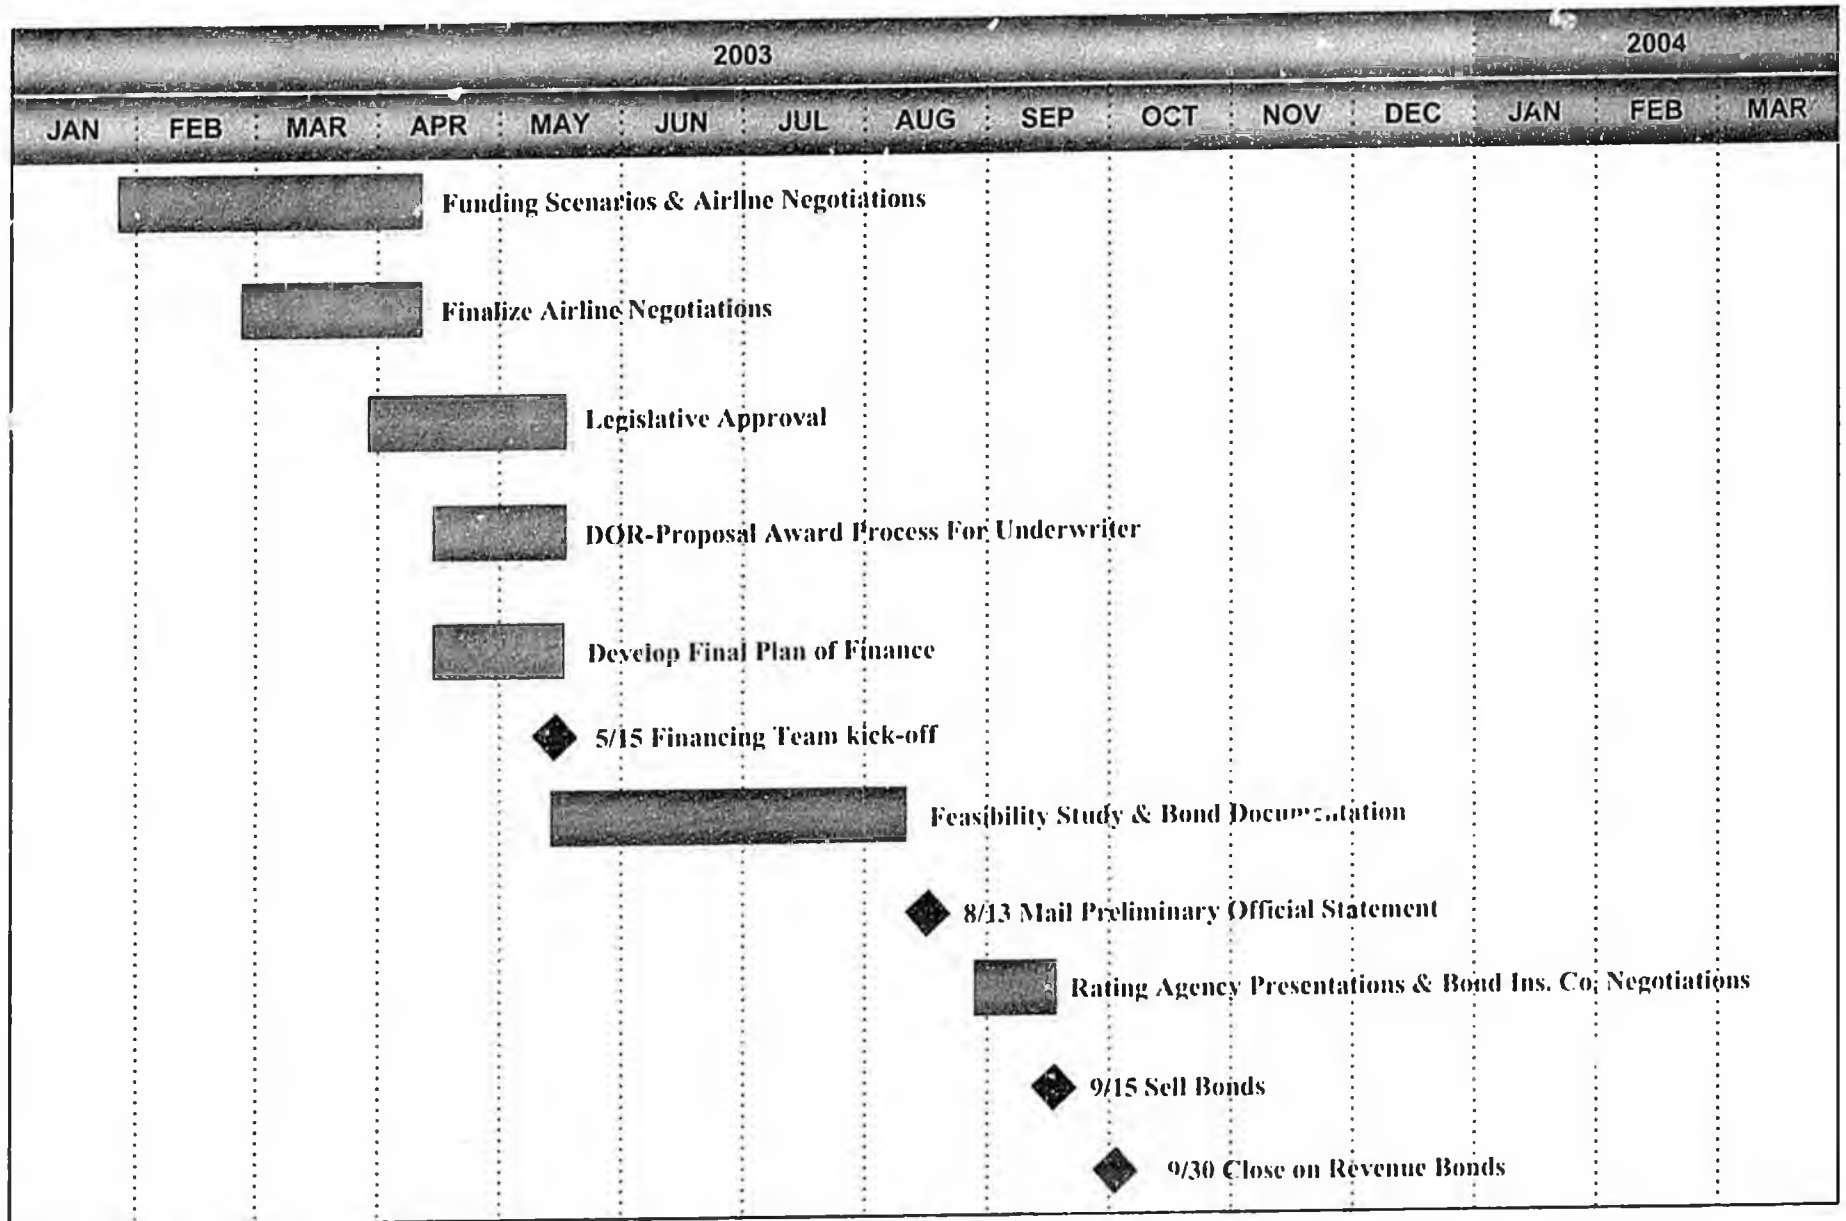 2003 2004
JAN FEB MAR APR MAY JUN JUL AUG SEP OCT NOV DEC JAN FEB MAR
Funding Scenarios & Airline Negotiations
Finalize Airline Negotiations
Legislative Approval
DOR-Proposal Award Process For Underwriter
Develop Final Plan of Finance
5/15 Financing Team kick-off
Feasibility Study & Bond Documentation
8/13 Mail Preliminary Official Statement
Rating Agency Presentations & Bond Ins. Co. Negotiations
9/15 Sell Bonds
9/30 Close on Revenue Bonds